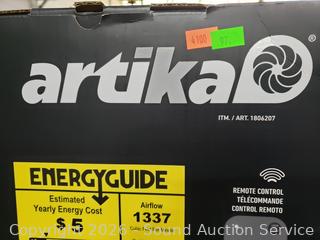 4100
artika
®
ITM. / ART. 1806207
ENERGYGUIDE
Estimated
Yearly Energy Cost
$5
Airflow
1337
REMOTE CONTROL
TÉLÉCOMMANDE
CONTROL REMOTO
Copyright 2026 - Sound Auction Service